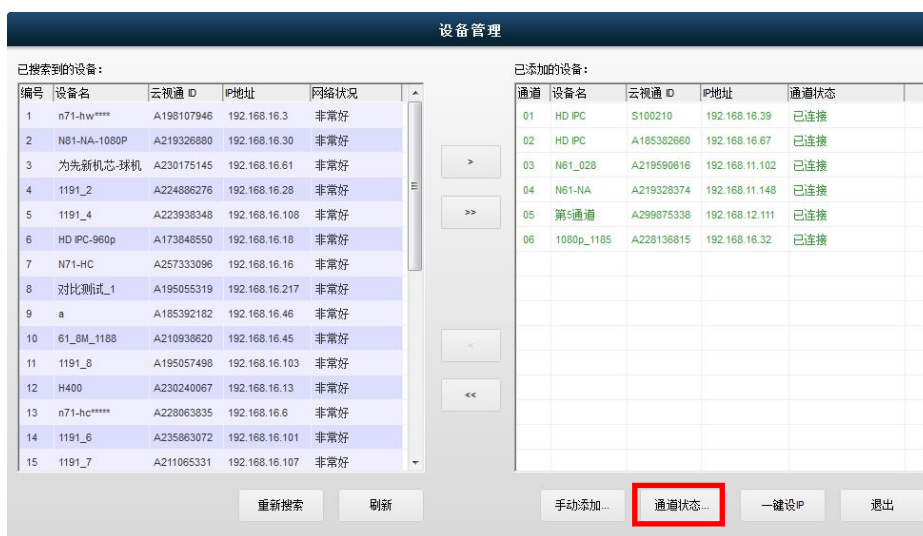 设备管理
已搜索到的设备：
编号 设备名 云视通 ID IP地址 网络状况
1 n71-hw**** A198107946 192.168.16.3 非常好
2 N81-NA-1080P A219326880 192.168.16.30 非常好
3 为先新机芯-球机 A230175145 192.168.16.61 非常好
4 1191_2 A224886276 192.168.16.28 非常好
5 1191_4 A223938348 192.168.16.108 非常好
6 HD IPC-960p A173848550 192.168.16.18 非常好
7 N71-HC A257333096 192.168.16.16 非常好
8 对比测试_1 A195055319 192.168.16.217 非常好
9 a A185392182 192.168.16.46 非常好
10 61_8M_1188 A210938620 192.168.16.45 非常好
11 1191_8 A195057498 192.168.16.103 非常好
12 H400 A230240067 192.168.16.13 非常好
13 n71-hc***** A228063835 192.168.16.6 非常好
14 1191_6 A235863072 192.168.16.101 非常好
15 1191_7 A211065331 192.168.16.107 非常好
重新搜索 刷新
>
>>
<
<<
已添加的设备：
通道 设备名 云视通 ID IP地址 通道状态
01 HD IPC S100210 192.168.16.39 已连接
02 HD IPC A185382660 192.168.16.67 已连接
03 N61_028 A219590616 192.168.11.102 已连接
04 N61-NA A219328374 192.168.11.148 已连接
05 第5通道 A299875338 192.168.12.111 已连接
06 1080p_1185 A228136815 192.168.16.32 已连接
手动添加... 通道状态... 一键设IP 退出